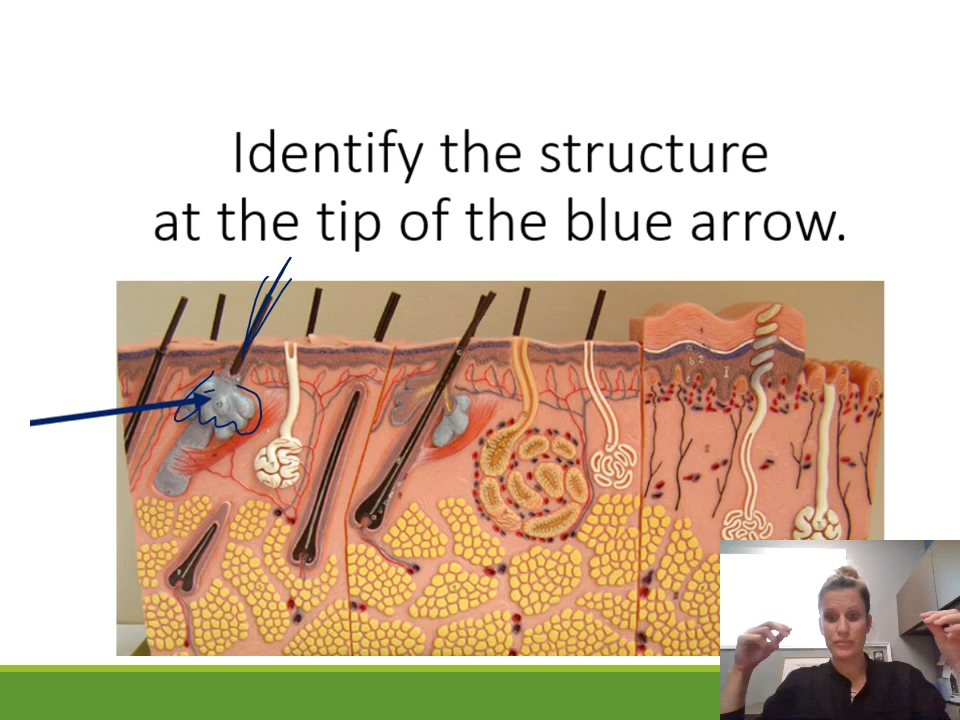 Identify the structure
at the tip of the blue arrow.